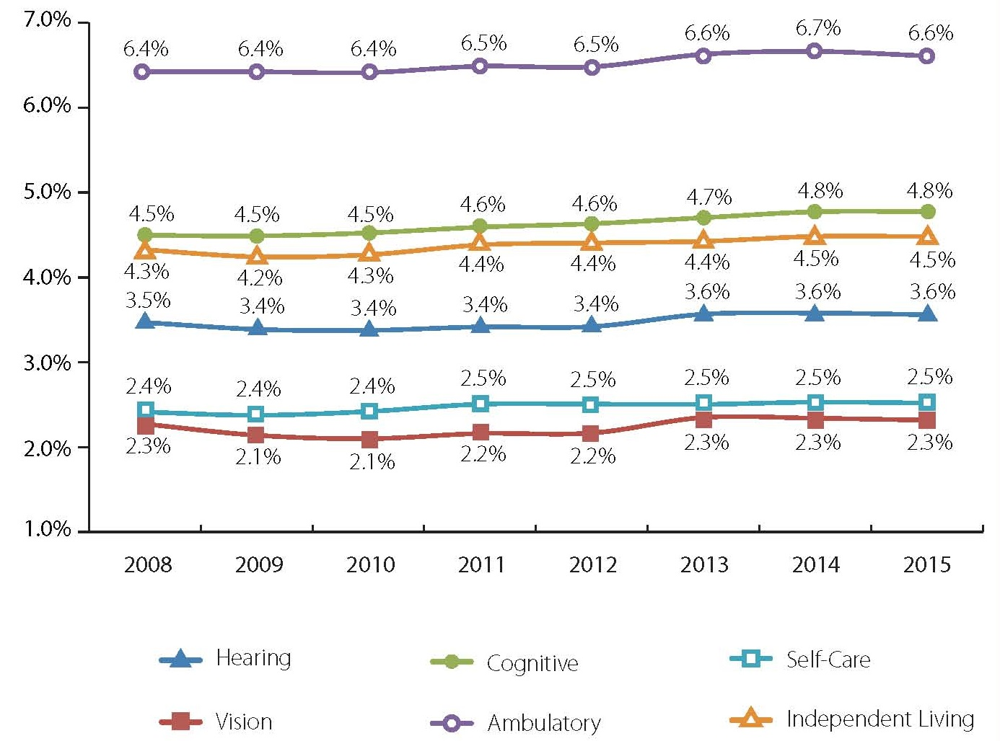 7.0%
6.4% 6.4% 6.4% 6.5% 6.5% 6.6% 6.7% 6.6%
6.0%
5.0%
4.5% 4.5% 4.5% 4.6% 4.6% 4.7% 4.8% 4.8%
4.3% 4.2% 4.3% 4.4% 4.4% 4.4% 4.5% 4.5%
4.0%
3.5% 3.4% 3.4% 3.4% 3.4% 3.6% 3.6% 3.6%
3.0%
2.4% 2.4% 2.4% 2.5% 2.5% 2.5% 2.5% 2.5%
2.3% 2.1% 2.1% 2.2% 2.2% 2.3% 2.3% 2.3%
2.0%
1.0%
2008 2009 2010 2011 2012 2013 2014 2015
Hearing Cognitive Self-Care
Vision Ambulatory Independent Living